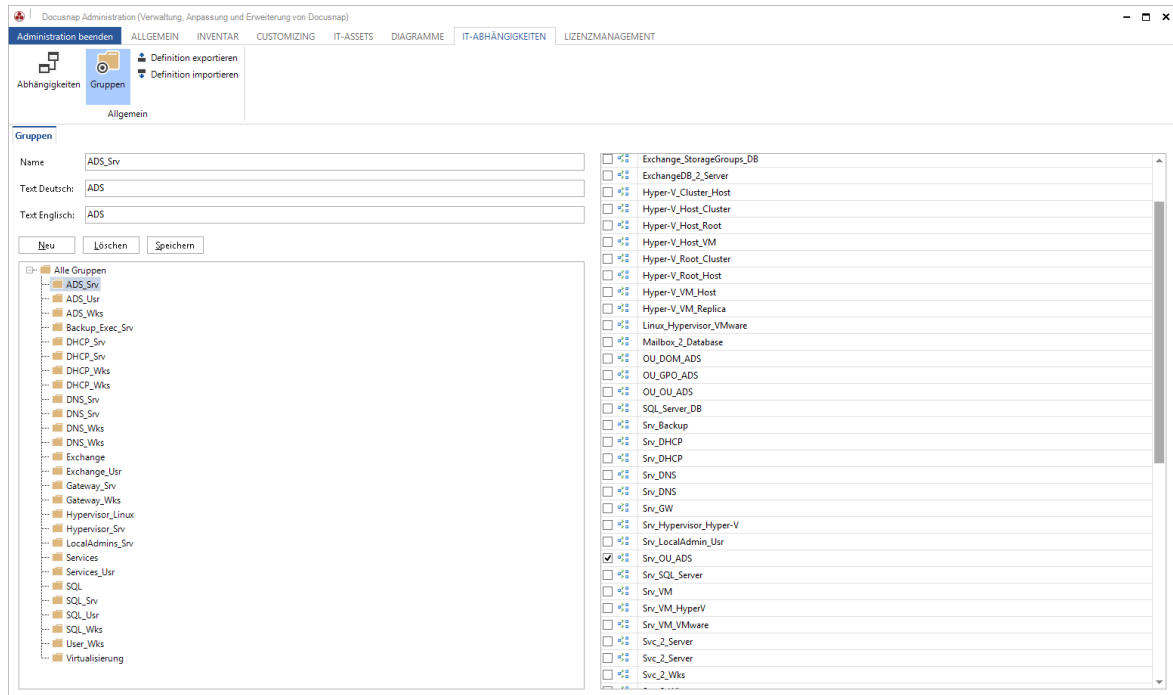 Docusnap Administration (Verwaltung, Anpassung und Erweiterung von Docusnap)
Administration beenden ALLGEMEIN INVENTAR CUSTOMIZING IT-ASSETS DIAGRAMME IT-ABHÄNGIGKEITEN LIZENZMANAGEMENT
Abhängigkeiten
Gruppen
Definition exportieren
Definition importieren
Allgemein
Gruppen
Name ADS_Srv
Text Deutsch: ADS
Text Englisch: ADS
Neu Löschen Speichern
Alle Gruppen
ADS_Srv
ADS_Usr
ADS_Wks
Backup_Exec_Srv
DHCP_Srv
DHCP_Srv
DHCP_Wks
DHCP_Wks
DNS_Srv
DNS_Srv
DNS_Wks
DNS_Wks
Exchange
Exchange_Usr
Gateway_Srv
Gateway_Wks
Hypervisor_Linux
Hypervisor_Srv
LocalAdmins_Srv
Services
Services_Usr
SQL
SQL_Srv
SQL_Usr
SQL_Wks
User_Wks
Virtualisierung
Exchange_StorageGroups_DB
ExchangeDB_2_Server
Hyper-V_Cluster_Host
Hyper-V_Host_Cluster
Hyper-V_Host_Root
Hyper-V_Host_VM
Hyper-V_Root_Cluster
Hyper-V_Root_Host
Hyper-V_VM_Host
Hyper-V_VM_Replica
Linux_Hypervisor_VMware
Mailbox_2_Database
OU_DOM_ADS
OU_GPO_ADS
OU_OU_ADS
SQL_Server_DB
Srv_Backup
Srv_DHCP
Srv_DHCP
Srv_DNS
Srv_DNS
Srv_GW
Srv_Hypervisor_Hyper-V
Srv_LocalAdmin_Usr
Srv_OU_ADS
Srv_SQL_Server
Srv_VM
Srv_VM_HyperV
Srv_VM_VMware
Svc_2_Server
Svc_2_Server
Svc_2_Wks